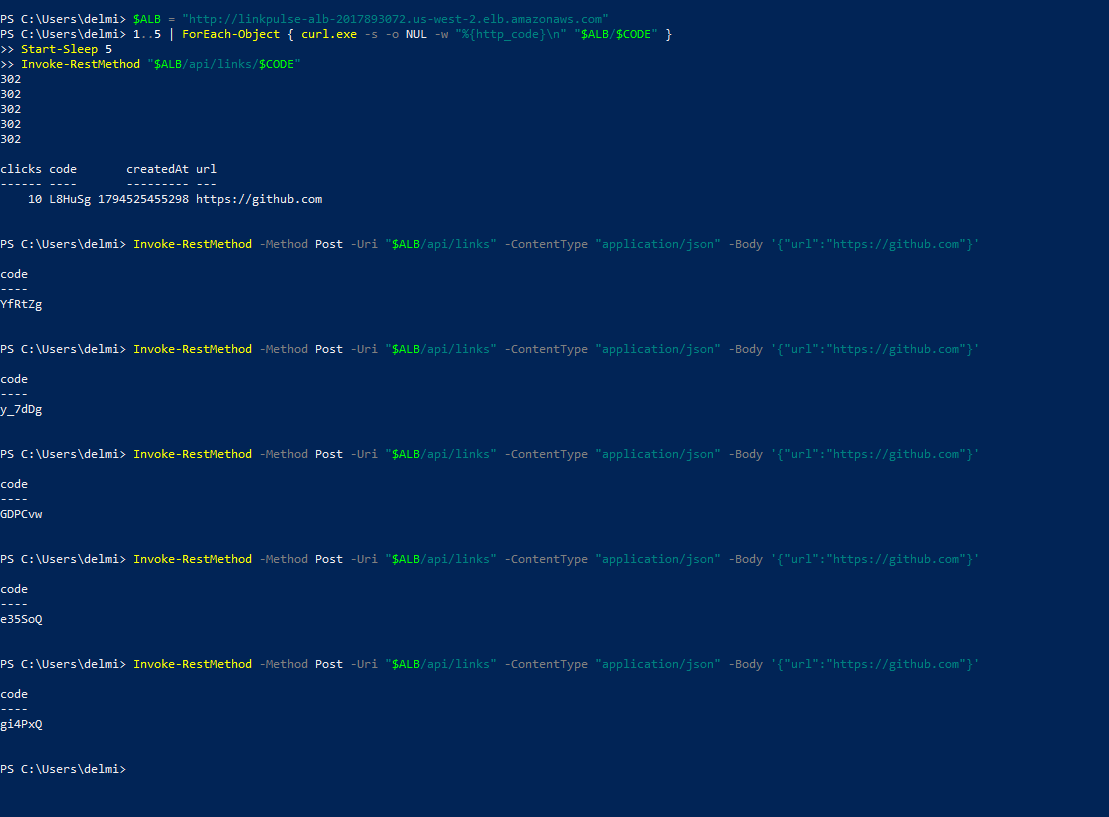 PS C:\Users\delmi> $ALB = "http://linkpulse-alb-2017893072.us-west-2.elb.amazonaws.com"
PS C:\Users\delmi> 1..5 | ForEach-Object { curl.exe -s -o NUL -w "%{http_code}\n" "$ALB/$CODE" }
>> Start-Sleep 5
>> Invoke-RestMethod "$ALB/api/links/$CODE"
302
302
302
302
302
clicks code       createdAt url
------ ----       --------- ---
    10 L8HuSg 1794525455298 https://github.com
PS C:\Users\delmi> Invoke-RestMethod -Method Post -Uri "$ALB/api/links" -ContentType "application/json" -Body '{"url":"https://github.com"}'
code
----
YfRtZg
PS C:\Users\delmi> Invoke-RestMethod -Method Post -Uri "$ALB/api/links" -ContentType "application/json" -Body '{"url":"https://github.com"}'
code
----
y_7dDg
PS C:\Users\delmi> Invoke-RestMethod -Method Post -Uri "$ALB/api/links" -ContentType "application/json" -Body '{"url":"https://github.com"}'
code
----
GDPCvw
PS C:\Users\delmi> Invoke-RestMethod -Method Post -Uri "$ALB/api/links" -ContentType "application/json" -Body '{"url":"https://github.com"}'
code
----
e35SoQ
PS C:\Users\delmi> Invoke-RestMethod -Method Post -Uri "$ALB/api/links" -ContentType "application/json" -Body '{"url":"https://github.com"}'
code
----
gi4PxQ
PS C:\Users\delmi>